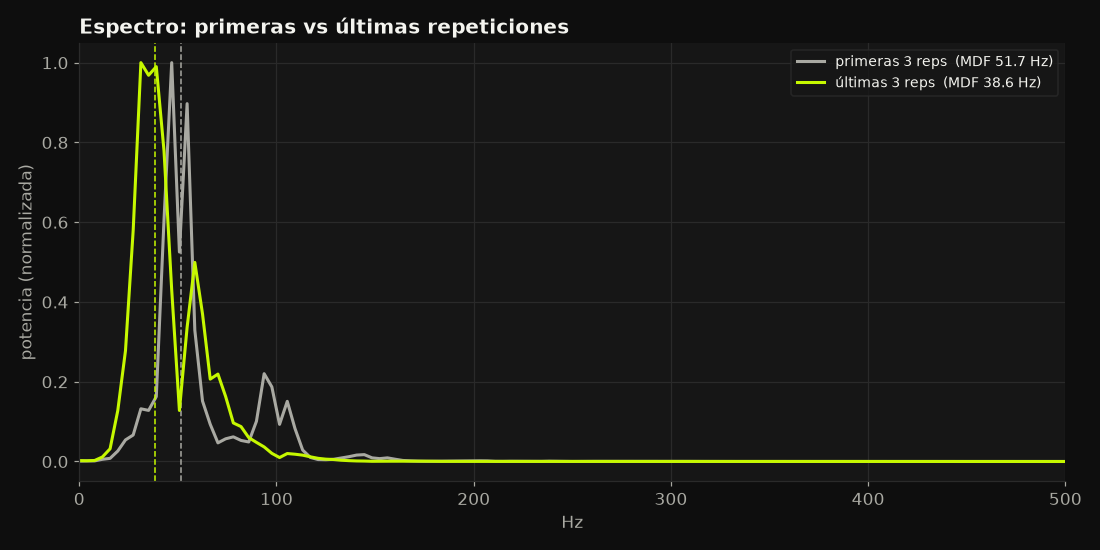 Espectro: primeras vs últimas repeticiones
primeras 3 reps (MDF 51.7 Hz)
últimas 3 reps (MDF 38.6 Hz)
potencia (normalizada)
1.0
0.8
0.6
0.4
0.2
0.0
0 100 200 300 400 500
Hz